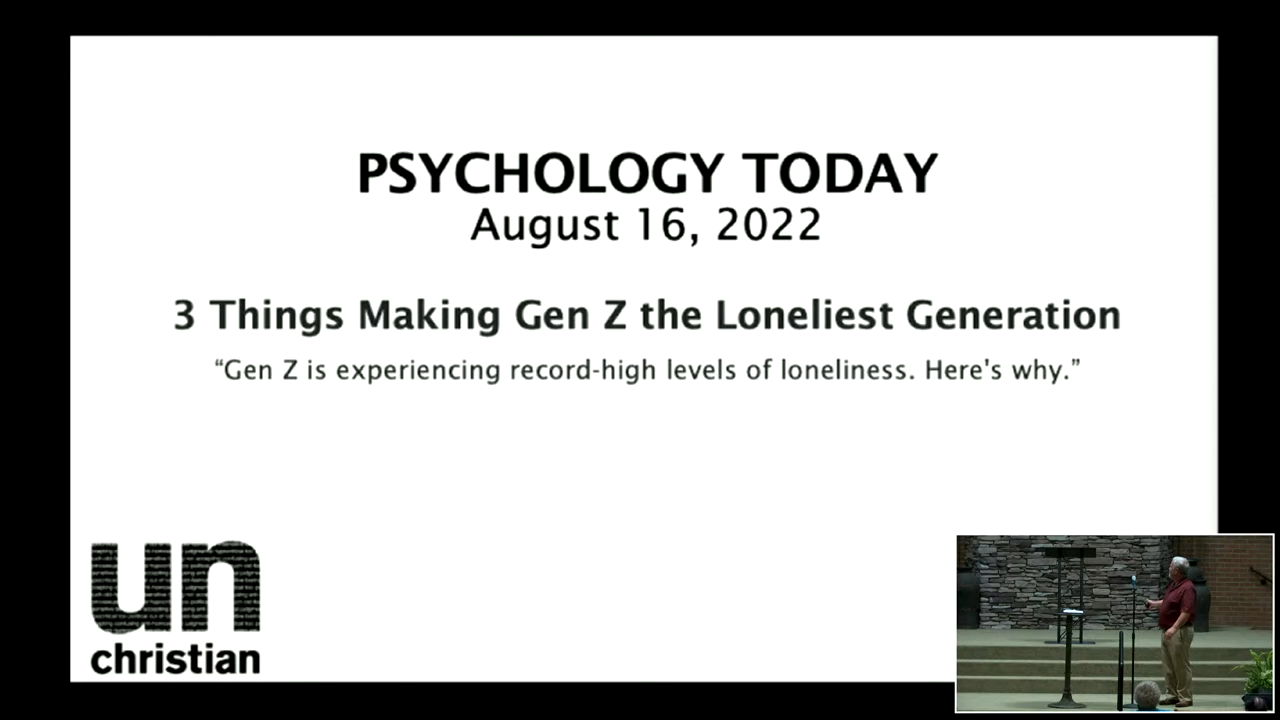 PSYCHOLOGY TODAY
August 16, 2022
3 Things Making Gen Z the Loneliest Generation
“Gen Z is experiencing record-high levels of loneliness. Here's why.”
un
christian